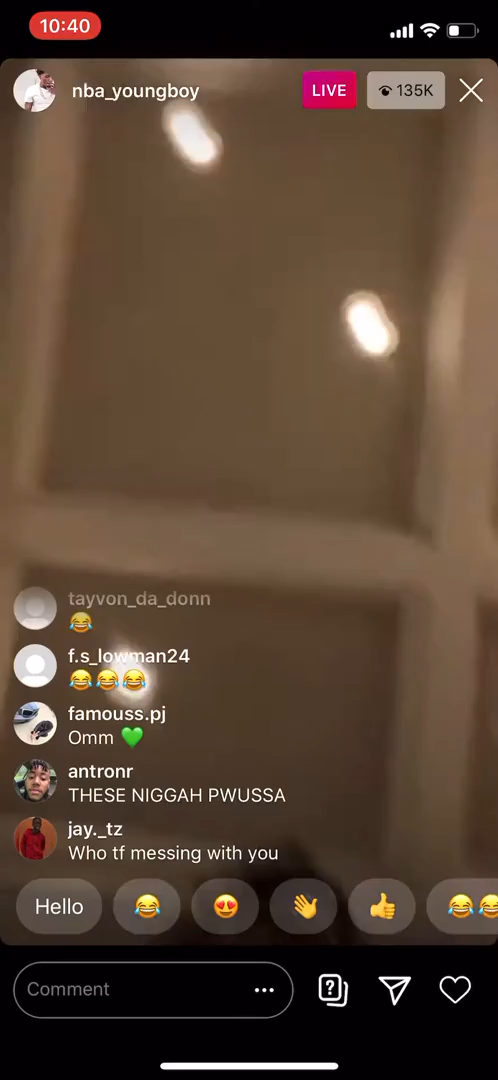 10:40
nba_youngboy LIVE 135K
tayvon_da_donn
😂
f.s_lowman24
😂😂😂
famouss.pj
Omm 💚
antronr
THESE NIGGAH PWUSSA
jay._tz
Who tf messing with you
Hello 😂 😍 👋 👍 😂😂
Comment